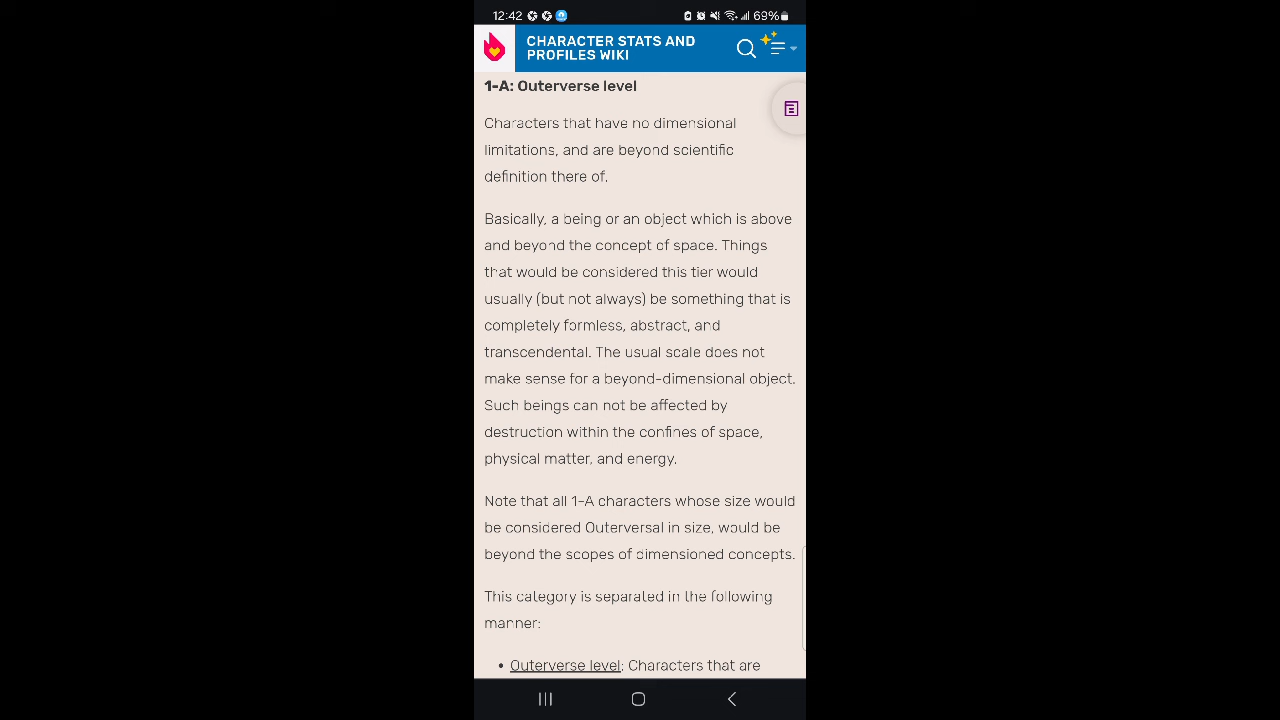 12:42
69%
CHARACTER STATS AND
PROFILES WIKI
1-A: Outerverse level
Characters that have no dimensional
limitations, and are beyond scientific
definition there of.
Basically, a being or an object which is above
and beyond the concept of space. Things
that would be considered this tier would
usually (but not always) be something that is
completely formless, abstract, and
transcendental. The usual scale does not
make sense for a beyond-dimensional object.
Such beings can not be affected by
destruction within the confines of space,
physical matter, and energy.
Note that all 1-A characters whose size would
be considered Outerversal in size, would be
beyond the scopes of dimensioned concepts.
This category is separated in the following
manner:
• Outerverse level: Characters that are